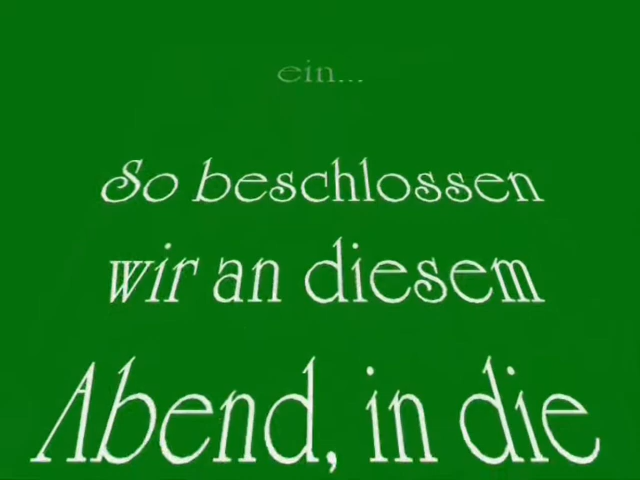 ein...
So beschlossen
wir an diesem
Abend, in die